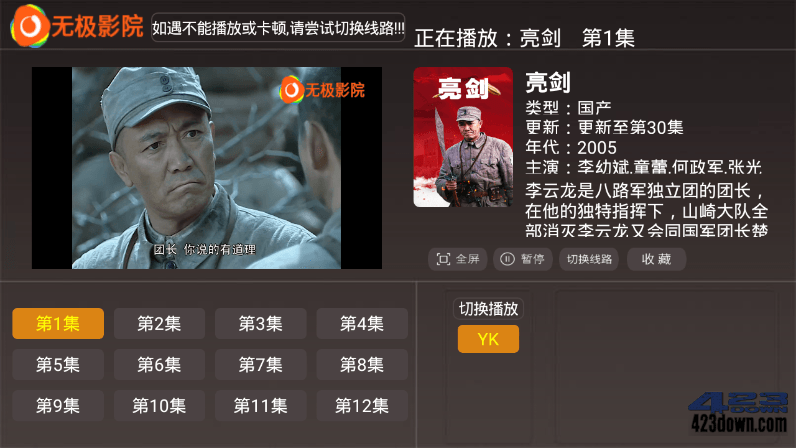 无极影院
如遇不能播放或卡顿,请尝试切换线路!!!
正在播放：亮剑 第1集
无极影院
团长 你说的有道理
亮剑
亮剑
类型：国产
更新：更新至第30集
年代：2005
主演：李幼斌,童蕾,何政军,张光
李云龙是八路军独立团的团长，
在他的独特指挥下，山崎大队全
部消灭李云龙又会同国军团长楚
全屏
暂停
切换线路
收藏
第1集
第2集
第3集
第4集
第5集
第6集
第7集
第8集
第9集
第10集
第11集
第12集
切换播放
YK
423
423down.com